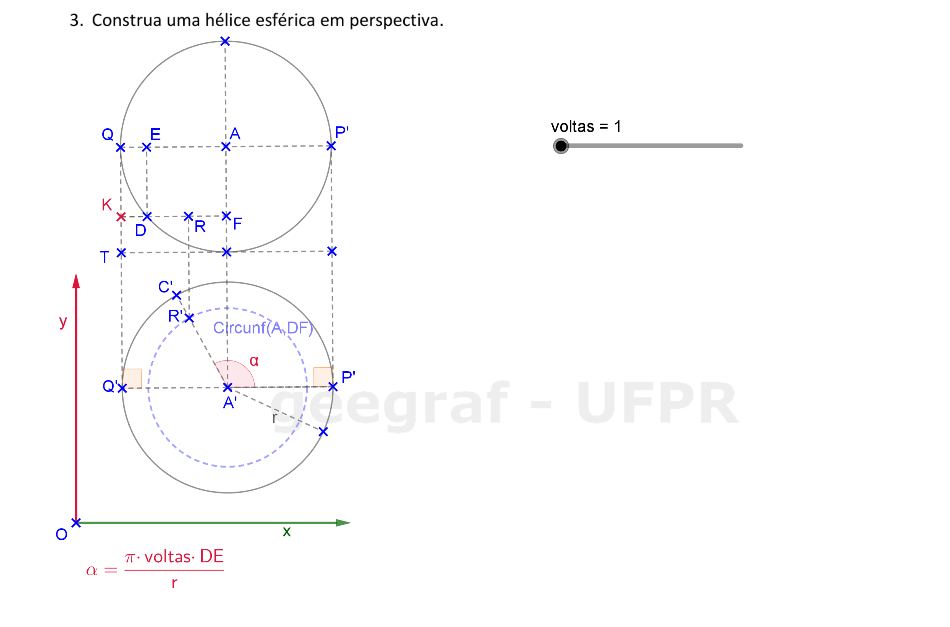 3. Construa uma hélice esférica em perspectiva.
voltas = 1
Q
E
A
P'
K
D
R
F
T
C'
R'
Circunf(A,DF)
y
α
Q'
P'
A'
r
geegraf - UFPR
O
x
α = π· voltas· DE / r